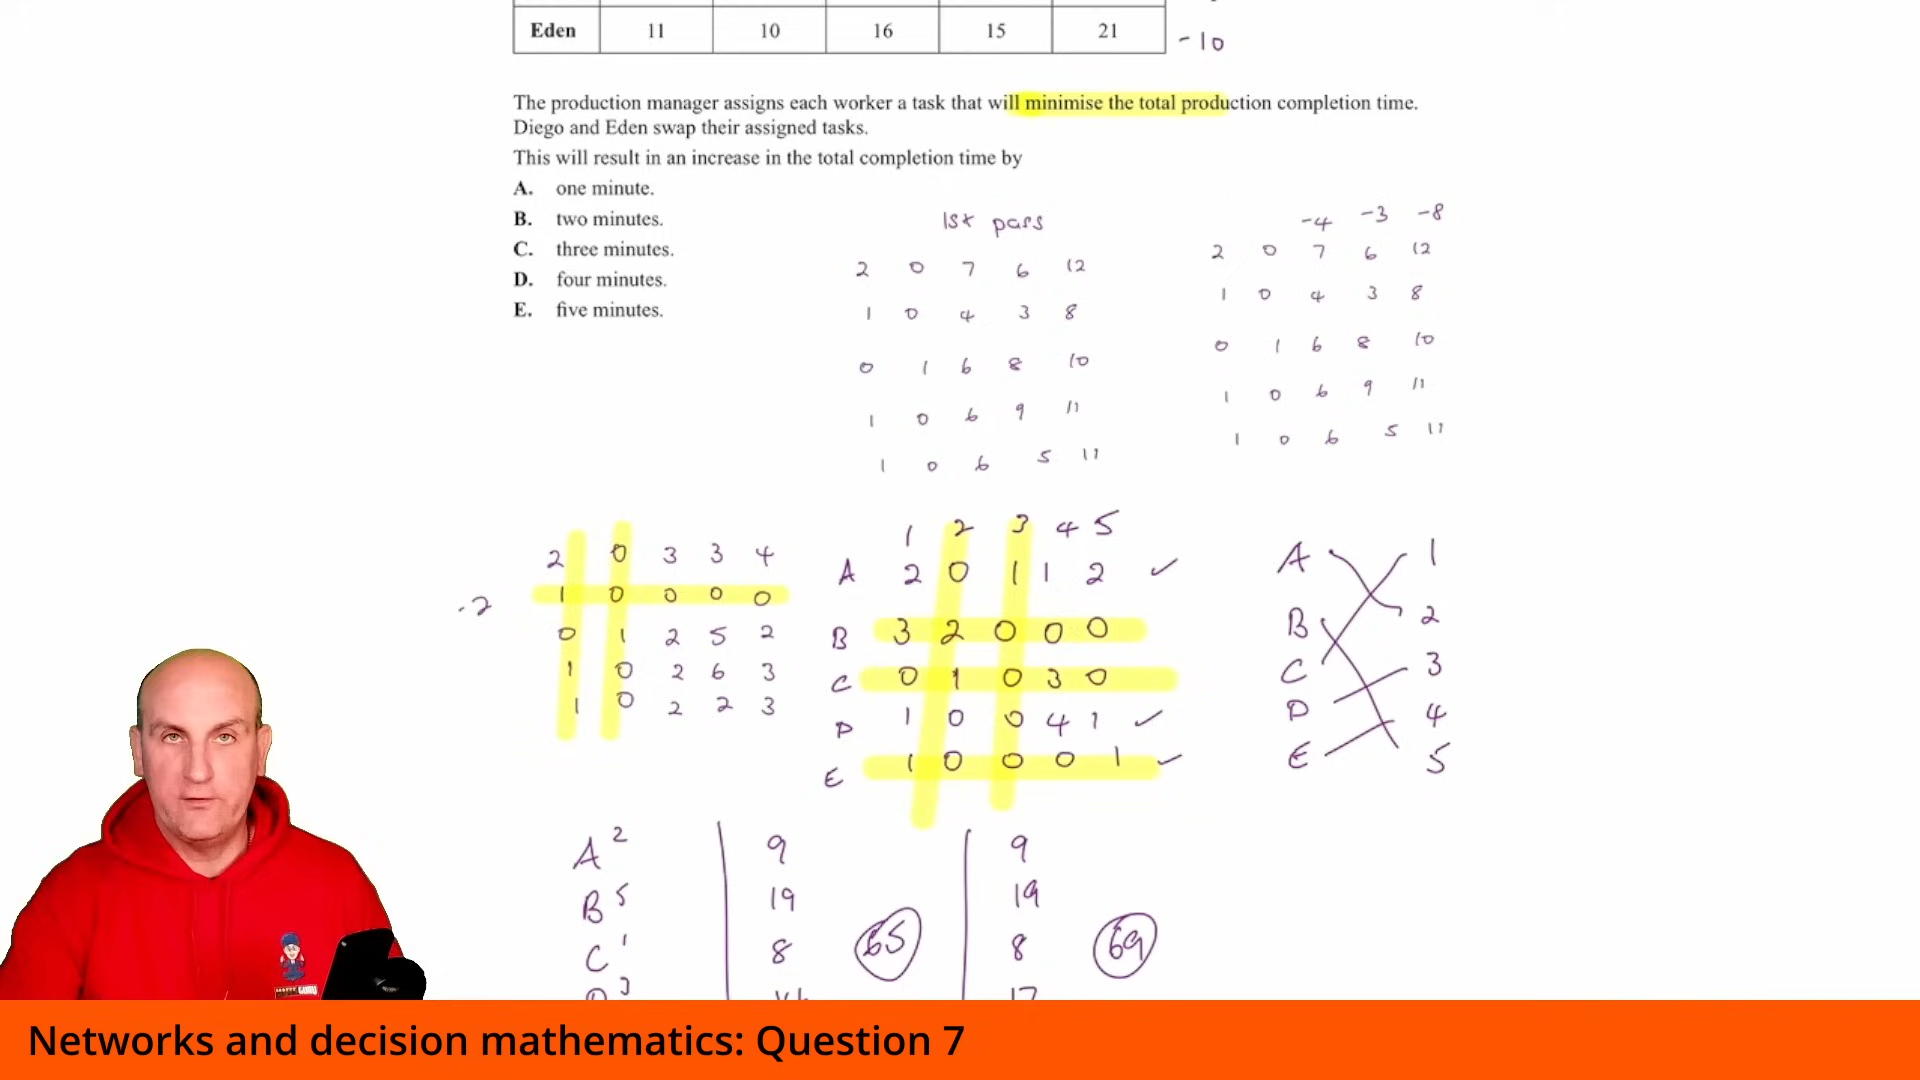 Eden 11 10 16 15 21 -10
The production manager assigns each worker a task that will minimise the total production completion time.
Diego and Eden swap their assigned tasks.
This will result in an increase in the total completion time by
A. one minute.
B. two minutes.
C. three minutes.
D. four minutes.
E. five minutes.
1st pass
2 0 7 6 12
1 0 4 3 8
0 1 6 8 10
1 0 6 9 11
1 0 6 5 11
-4 -3 -8
2 0 7 6 12
1 0 4 3 8
0 1 6 8 10
1 0 6 9 11
1 0 6 5 11
2 0 3 3 4
-2 1 0 0 0 0
0 1 2 5 2
1 0 2 6 3
1 0 2 2 3
1 2 3 4 5
A 2 0 1 1 2 ✓
B 3 2 0 0 0
C 0 1 0 3 0
D 1 0 0 4 1 ✓
E 1 0 0 0 1 ✓
A 1
B 2
C 3
D 4
E 5
A 2 9 9
B 5 19 19
C 1 8 65 8 69
D 3 17
Networks and decision mathematics: Question 7